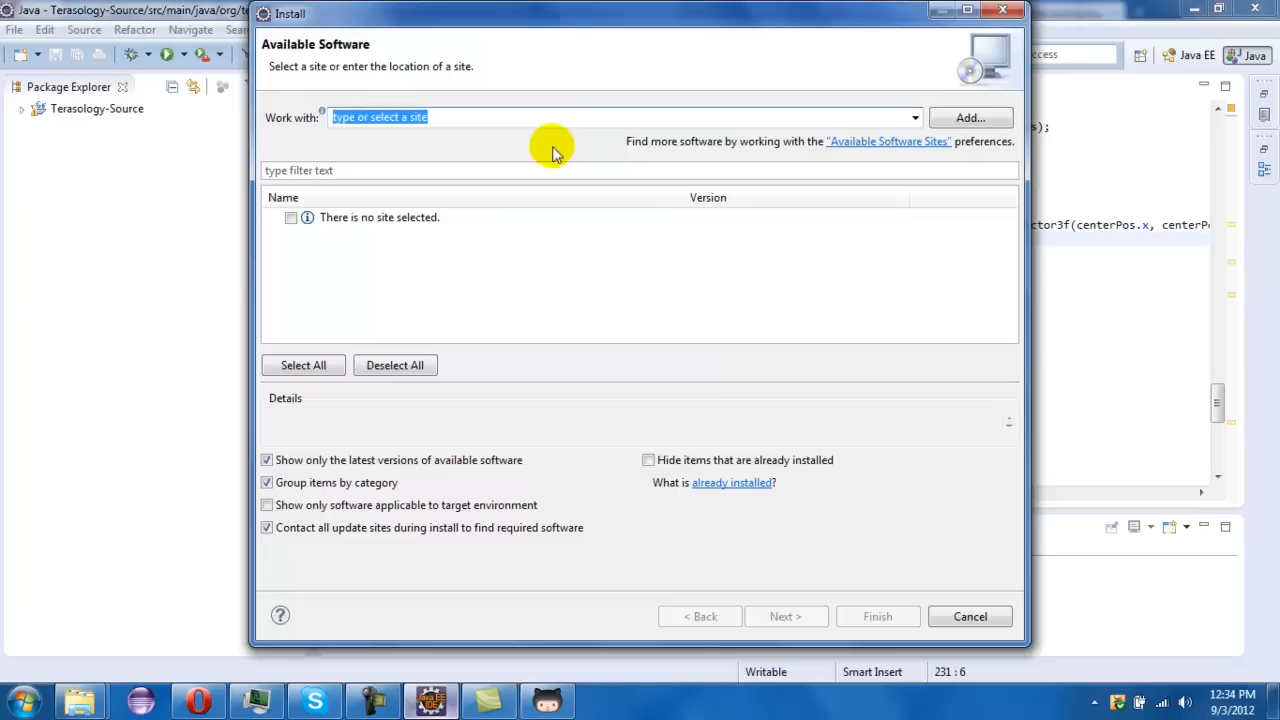 Java - Terasology-Source/src/main/java/org/te
Install
File Edit Source Refactor Navigate Sear
Available Software
Select a site or enter the location of a site.
ccess
Java EE
Java
Package Explorer
Terasology-Source
Work with:
type or select a site
Add...
s);
Find more software by working with the "Available Software Sites" preferences.
type filter text
Name
Version
There is no site selected.
ctor3f(centerPos.x, centerPo
Select All
Deselect All
Details
Show only the latest versions of available software
Hide items that are already installed
Group items by category
What is already installed?
Show only software applicable to target environment
Contact all update sites during install to find required software
< Back
Next >
Finish
Cancel
Writable
Smart Insert
231 : 6
Java EE
IDE
12:34 PM
9/3/2012